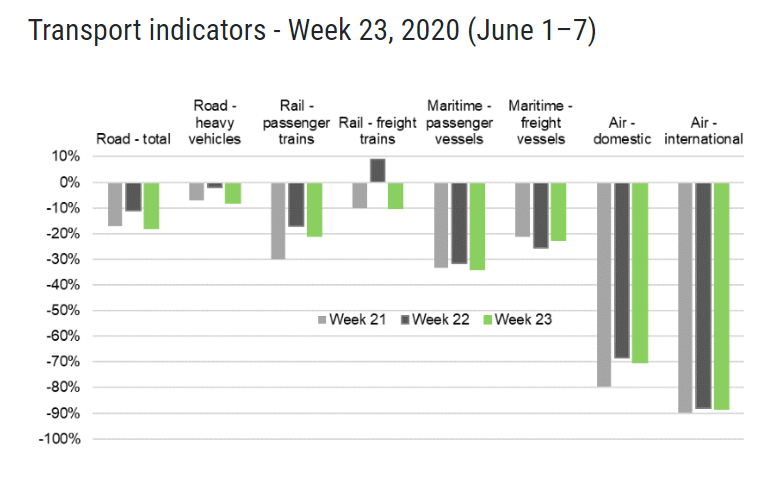 Transport indicators - Week 23, 2020 (June 1–7)
Road - total
Road -
heavy
vehicles
Rail -
passenger
trains
Rail - freight
trains
Maritime -
passenger
vessels
Maritime -
freight
vessels
Air -
domestic
Air -
international
10%
0%
-10%
-20%
-30%
-40%
-50%
-60%
-70%
-80%
-90%
-100%
Week 21 Week 22 Week 23